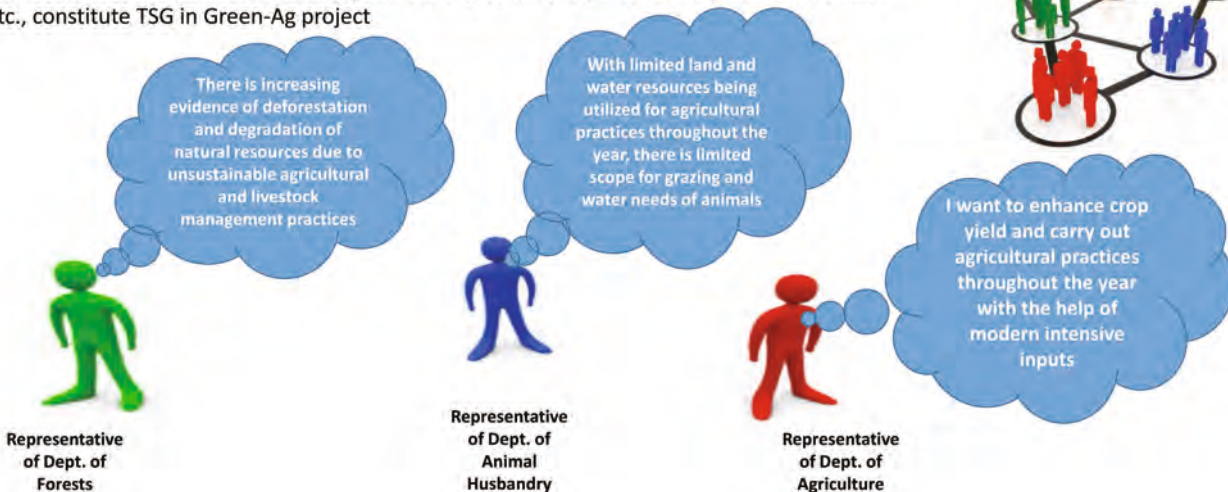 tc., constitute TSG in Green-Ag project
There is increasing
evidence of deforestation
and degradation of
natural resources due to
unsustainable agricultural
and livestock
management practices
With limited land and
water resources being
utilized for agricultural
practices throughout the
year, there is limited
scope for grazing and
water needs of animals
I want to enhance crop
yield and carry out
agricultural practices
throughout the year
with the help of
modern intensive
inputs
Representative
of Dept. of
Forests
Representative
of Dept. of
Animal
Husbandry
Representative
of Dept. of
Agriculture